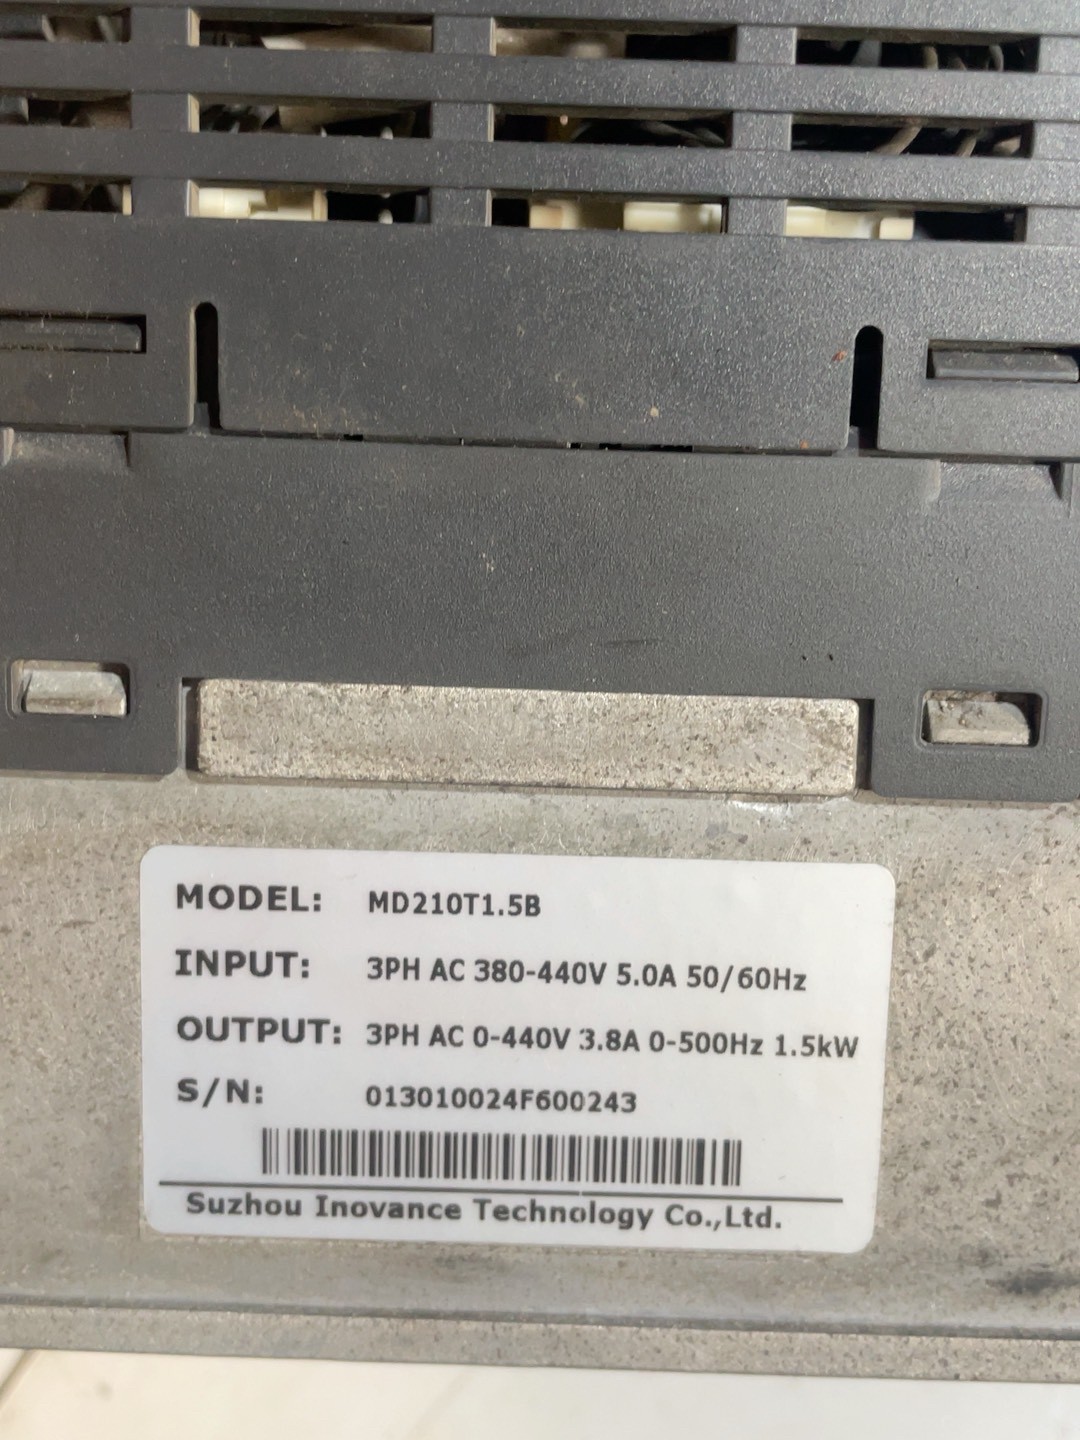 MODEL: MD210T1.5B
INPUT: 3PH AC 380-440V 5.0A 50/60Hz
OUTPUT: 3PH AC 0-440V 3.8A 0-500Hz 1.5kW
S/N: 013010024F600243
Suzhou Inovance Technology Co.,Ltd.